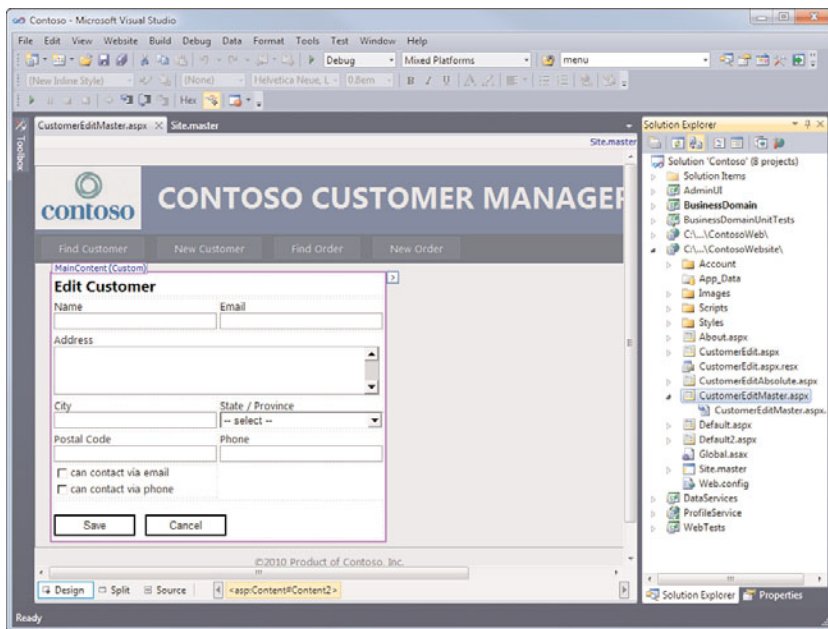 Contoso - Microsoft Visual Studio
File Edit View Website Build Debug Data Format Tools Test Window Help
Debug Mixed Platforms menu
(New Inline Style) (None) Helvetica Neue, L 0.8em B I U A
Hex
CustomerEditMaster.aspx Site.master
Toolbox
Site.master
contoso
CONTOSO CUSTOMER MANAGER
Find Customer New Customer Find Order New Order
MainContent (Custom)
Edit Customer
Name Email
Address
City State / Province
-- select --
Postal Code Phone
can contact via email
can contact via phone
Save Cancel
©2010 Product of Contoso. Inc.
Design Split Source <asp:Content#Content2>
Ready
Solution Explorer
Solution 'Contoso' (8 projects)
Solution Items
AdminUI
BusinessDomain
BusinessDomainUnitTests
C:\...\ContosoWeb\
C:\...\ContosoWebsite\
Account
App_Data
Images
Scripts
Styles
About.aspx
CustomerEdit.aspx
CustomerEdit.aspx.resx
CustomerEditAbsolute.aspx
CustomerEditMaster.aspx
CustomerEditMaster.aspx.
Default.aspx
Default2.aspx
Global.asax
Site.master
Web.config
DataServices
ProfileService
WebTests
Solution Explorer Properties